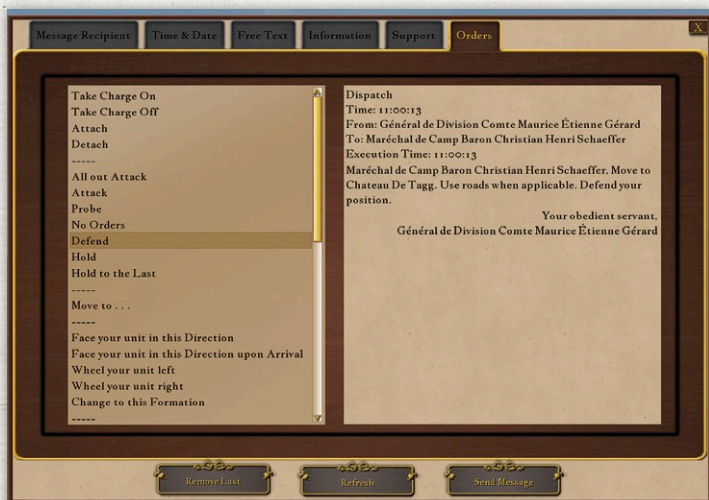 Message Recipient
Time & Date
Free Text
Information
Support
Orders
X
Take Charge On
Take Charge Off
Attach
Detach
-----
All out Attack
Attack
Probe
No Orders
Defend
Hold
Hold to the Last
-----
Move to . . .
-----
Face your unit in this Direction
Face your unit in this Direction upon Arrival
Wheel your unit left
Wheel your unit right
Change to this Formation
-----
Dispatch
Time: 11:00:13
From: Général de Division Comte Maurice Étienne Gérard
To: Maréchal de Camp Baron Christian Henri Schaeffer
Execution Time: 11:00:13
Maréchal de Camp Baron Christian Henri Schaeffer, Move to
Chateau De Tagg. Use roads when applicable. Defend your
position.
Your obedient servant,
Général de Division Comte Maurice Étienne Gérard
Remove Last
Refresh
Send Message